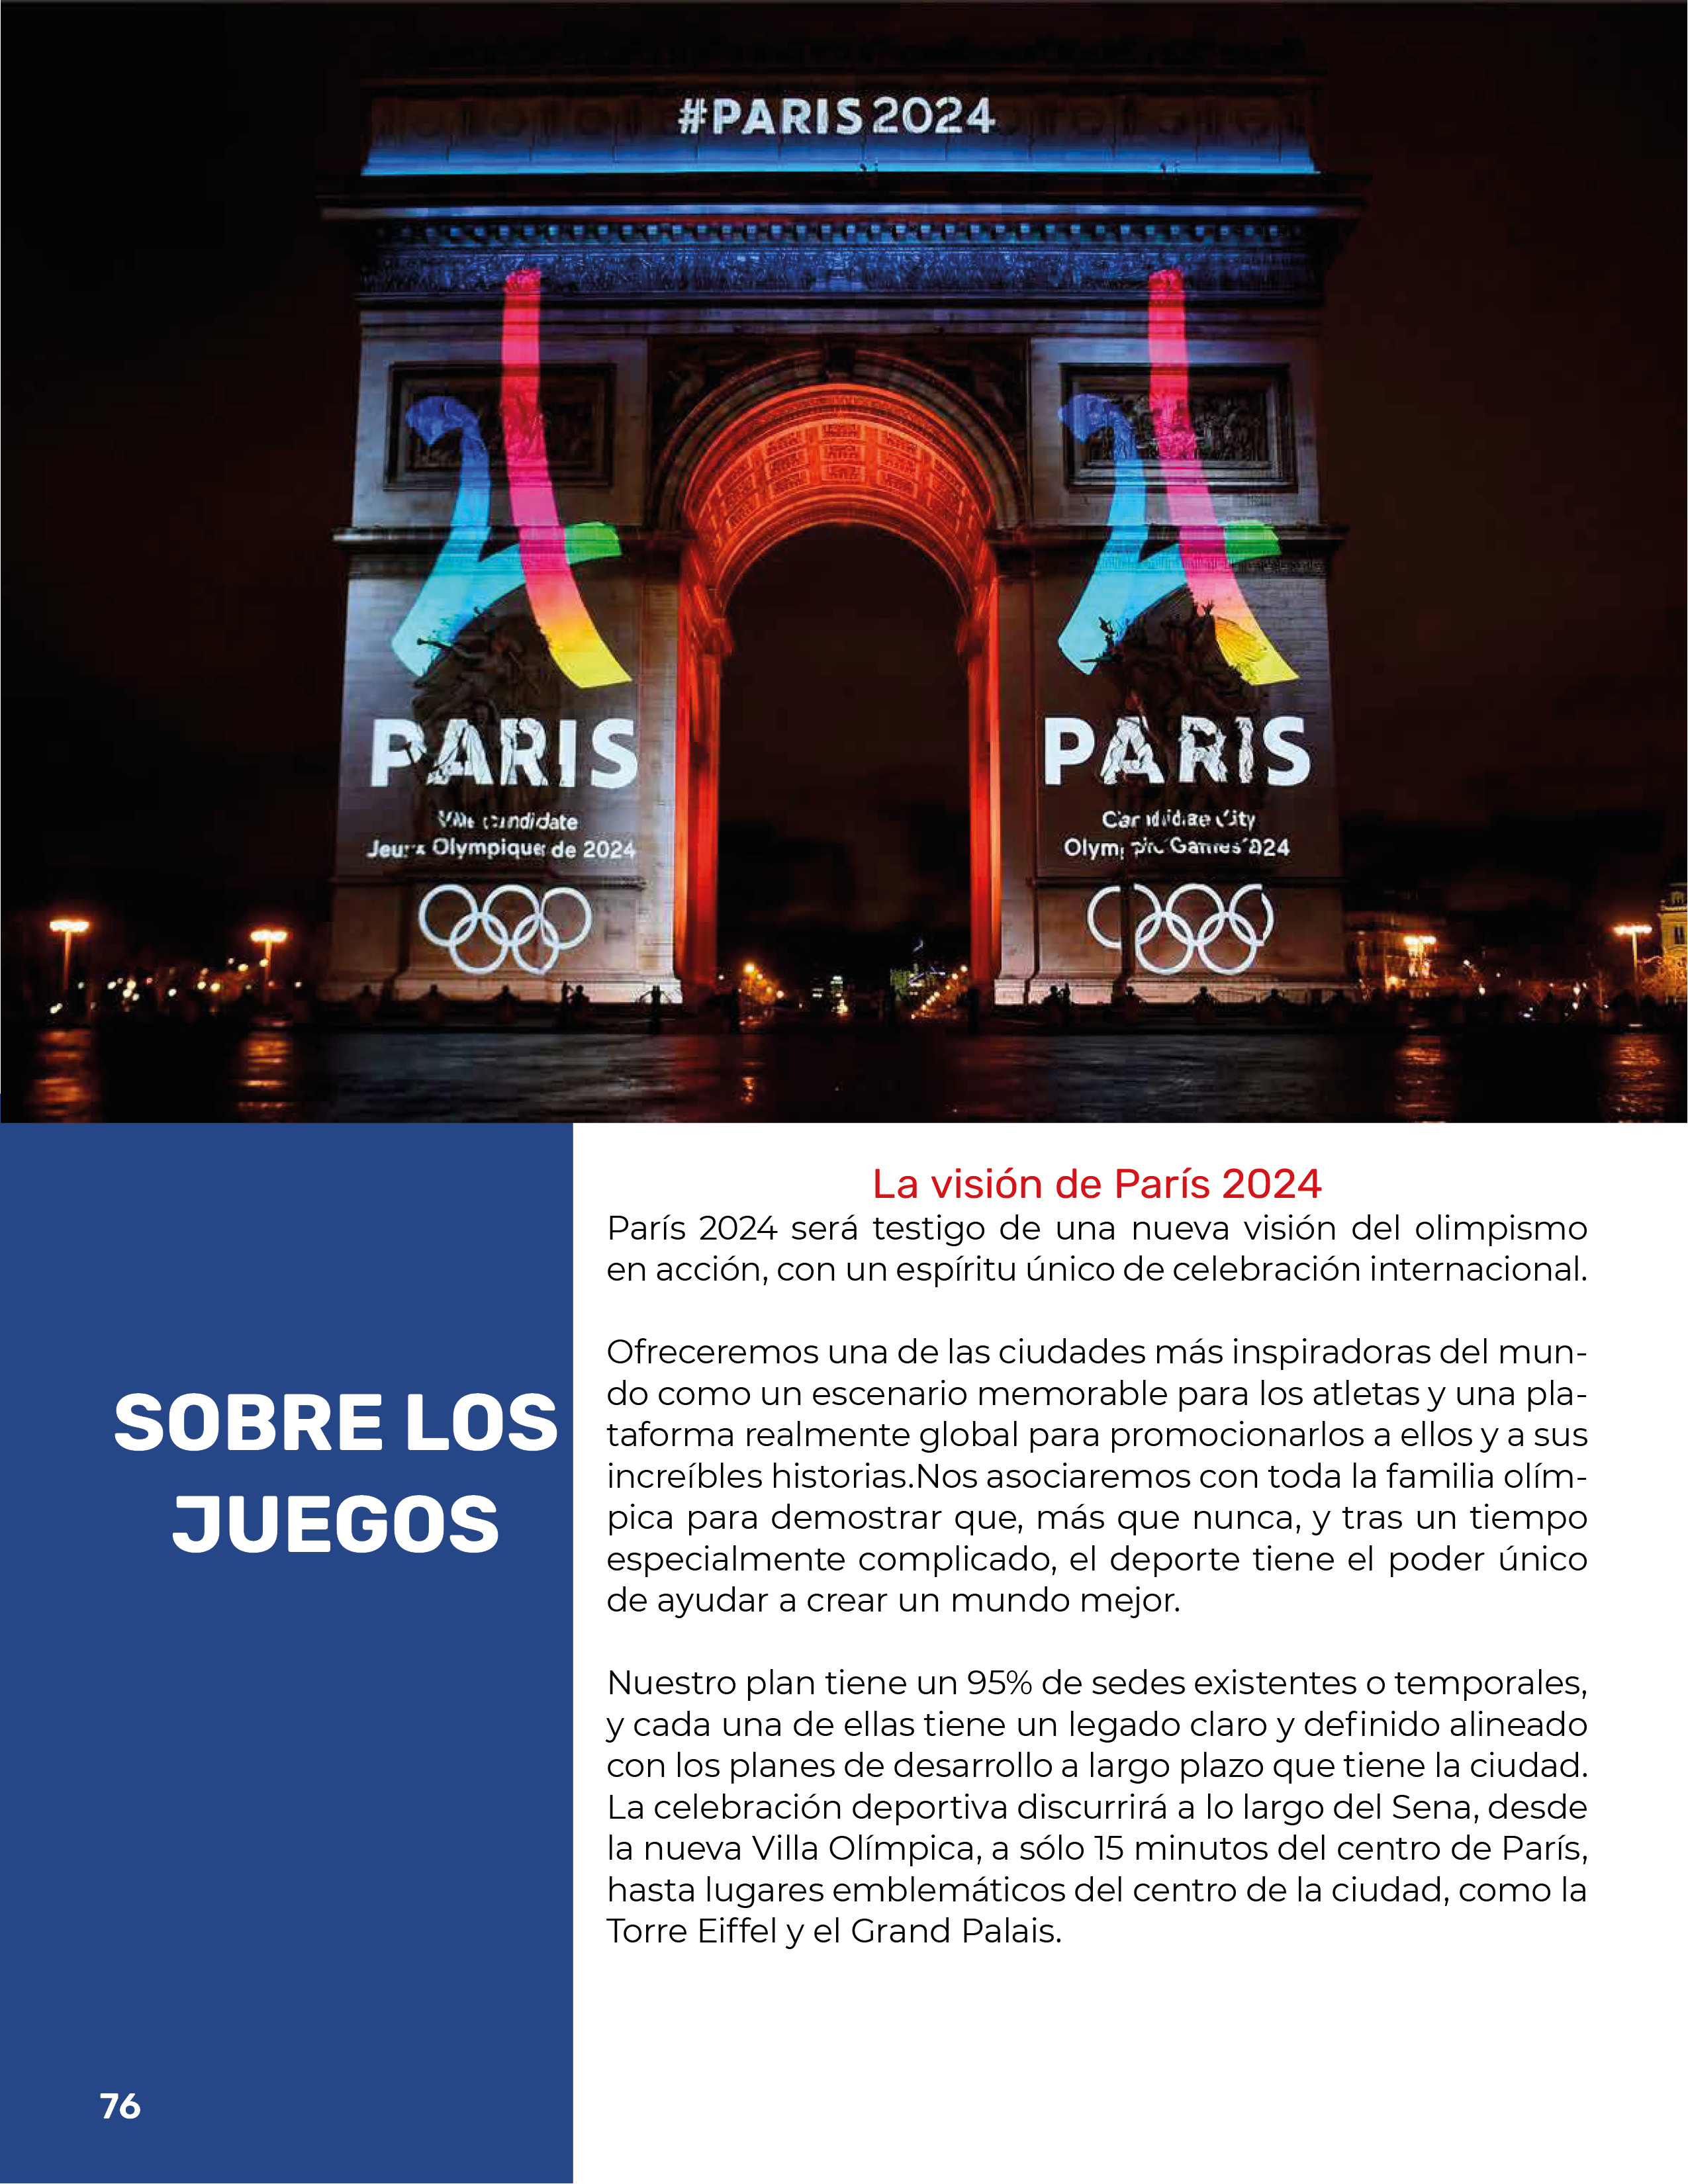 #PARIS 2024
PARIS
PARIS
candidate
Olympiques de 2024
City
Games
La visión de París 2024
París 2024 será testigo de una nueva visión del olimpismo
en acción, con un espíritu único de celebración internacional.
Ofreceremos una de las ciudades más inspiradoras del mun-
do como un escenario memorable para los atletas y una pla-
taforma realmente global para promocionarlos a ellos y a sus
increíbles historias.Nos asociaremos con toda la familia olím-
pica para demostrar que, más que nunca, y tras un tiempo
especialmente complicado, el deporte tiene el poder único
de ayudar a crear un mundo mejor.
Nuestro plan tiene un 95% de sedes existentes o temporales,
y cada una de ellas tiene un legado claro y definido alineado
con los planes de desarrollo a largo plazo que tiene la ciudad.
La celebración deportiva discurrirá a lo largo del Sena, desde
la nueva Villa Olímpica, a sólo 15 minutos del centro de París,
hasta lugares emblemáticos del centro de la ciudad, como la
Torre Eiffel y el Grand Palais.
SOBRE LOS
JUEGOS
76